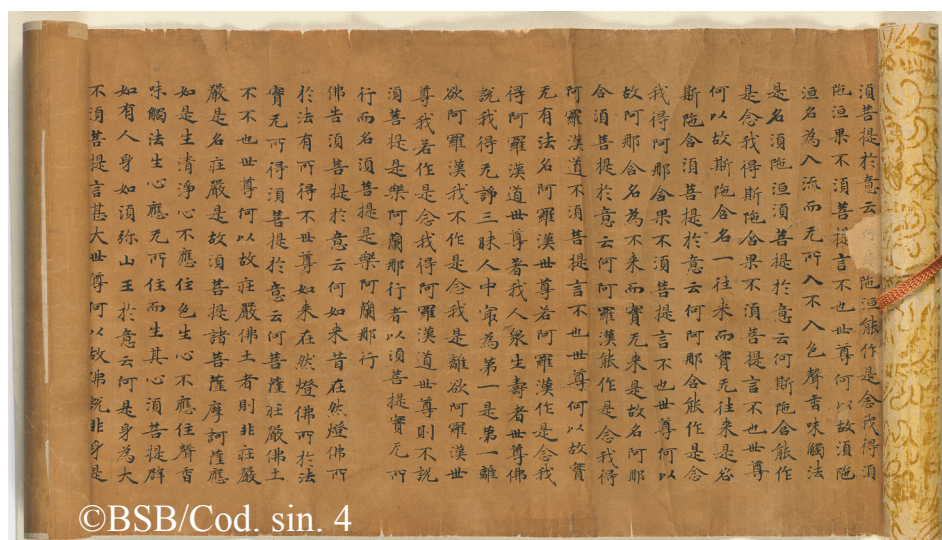 須菩提於意云陁洹能作是念我得須
陁洹果不須菩提言不也世尊何以故須陁
洹名為入流而无所入不入色聲香味觸法
是名須陁洹須菩提於意云何斯陁含能作
是念我得斯陁含果不須菩提言不也世尊
何以故斯陁含名一往来而實无往来是名
斯陁含須菩提於意云何阿那含能作是念
我得阿那含果不須菩提言不也世尊何以
故阿那含名為不来而實无来是故名阿那
含須菩提於意云何阿羅漢能作是念我得
阿羅漢道不須菩提言不也世尊何以故實
无有法名阿羅漢世尊若阿羅漢作是念我
得阿羅漢道世尊著我人衆生壽者世尊佛
說我得无諍三昧人中冣為第一是第一離
欲阿羅漢我不作是念我是離欲阿羅漢世
尊我若作是念我得阿羅漢道世尊則不說
須菩提是樂阿蘭那行者以須菩提實无所
行而名須菩提是樂阿蘭那行
佛告須菩提於意云何如来昔在然燈佛所
於法有所得不世尊如来在然燈佛所於法
實无所得須菩提於意云何菩薩莊嚴佛土
不不也世尊何以故莊嚴佛土者則非莊嚴
嚴是名莊嚴是故須菩提諸菩薩摩訶薩應
如是生清淨心不應住色生心不應住聲香
味觸法生心應无所住而生其心須菩提辟
如有人身如須弥山王於意云何是身為大
不須菩提言甚大世尊何以故佛說非身是
©BSB/Cod. sin. 4